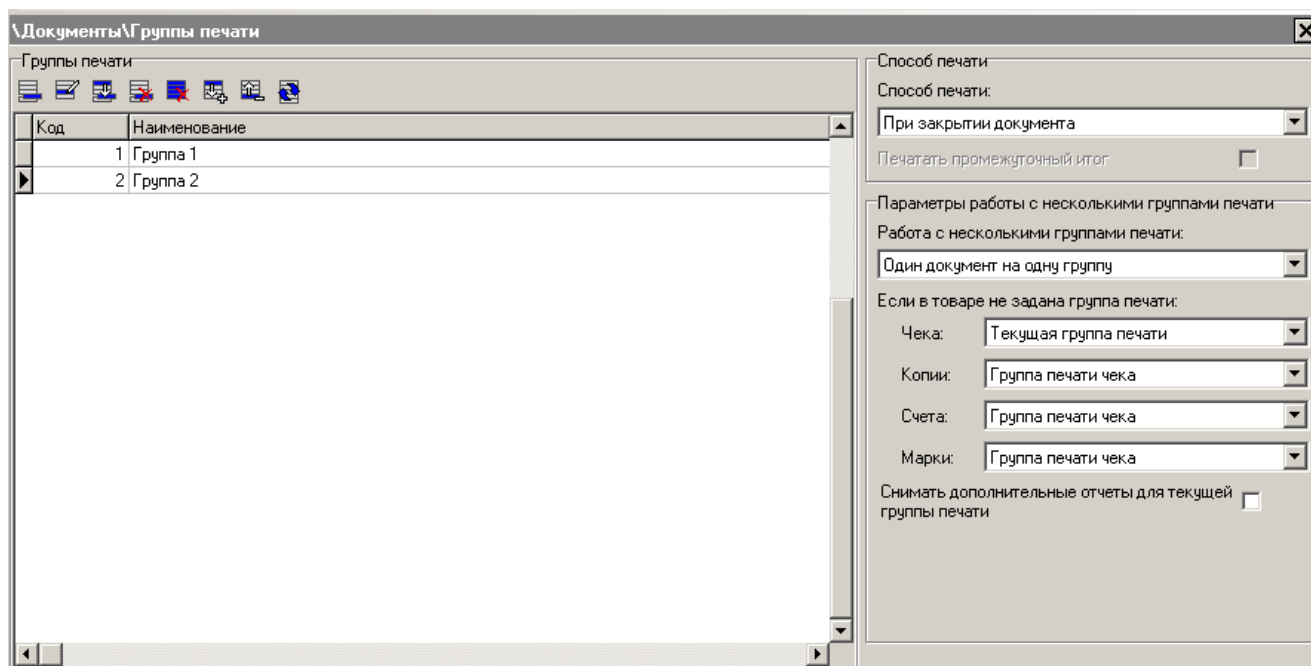 \Документы\Группы печати
Группы печати
Код Наименование
1 Группа 1
2 Группа 2
Способ печати
Способ печати:
При закрытии документа
Печатать промежуточный итог
Параметры работы с несколькими группами печати
Работа с несколькими группами печати:
Один документ на одну группу
Если в товаре не задана группа печати:
Чека: Текущая группа печати
Копии: Группа печати чека
Счета: Группа печати чека
Марки: Группа печати чека
Снимать дополнительные отчеты для текущей
группы печати